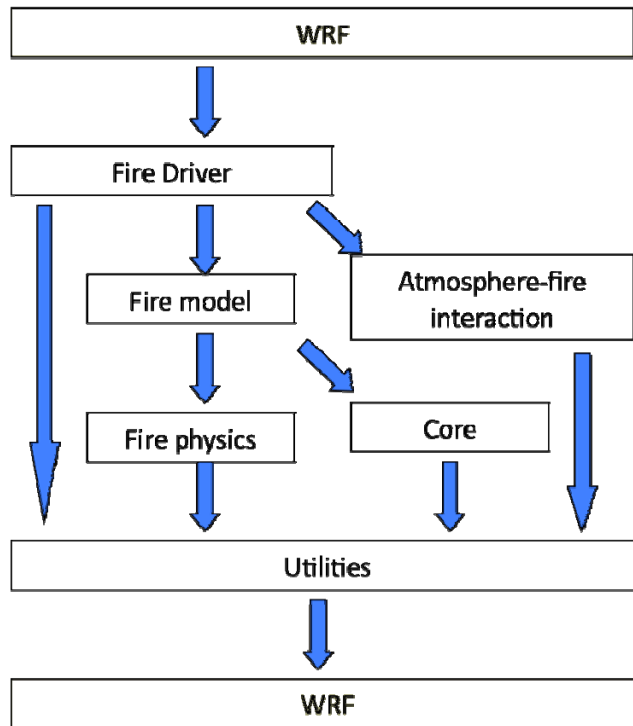 WRF
Fire Driver
Atmosphere-fire
interaction
Fire model
Fire physics
Core
Utilities
WRF